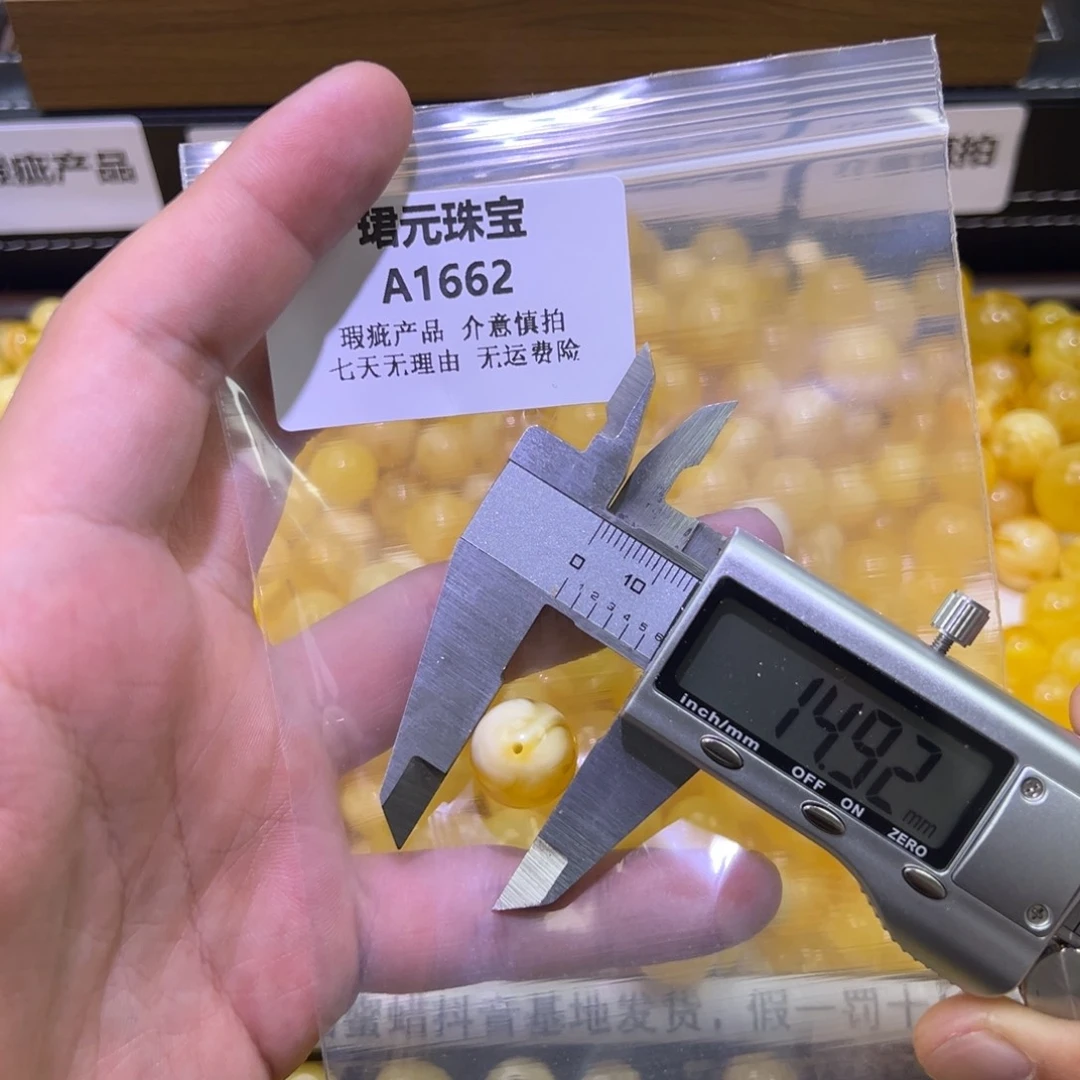 瑕疵产品
拍
珺元珠宝
A1662
瑕疵产品 介意慎拍
七天无理由 无运费险
0 10
1 2 3 4 5 6
14.92 mm
inch/mm
OFF ON
ZERO
蜜蜡抖音基地发货，假一罚十